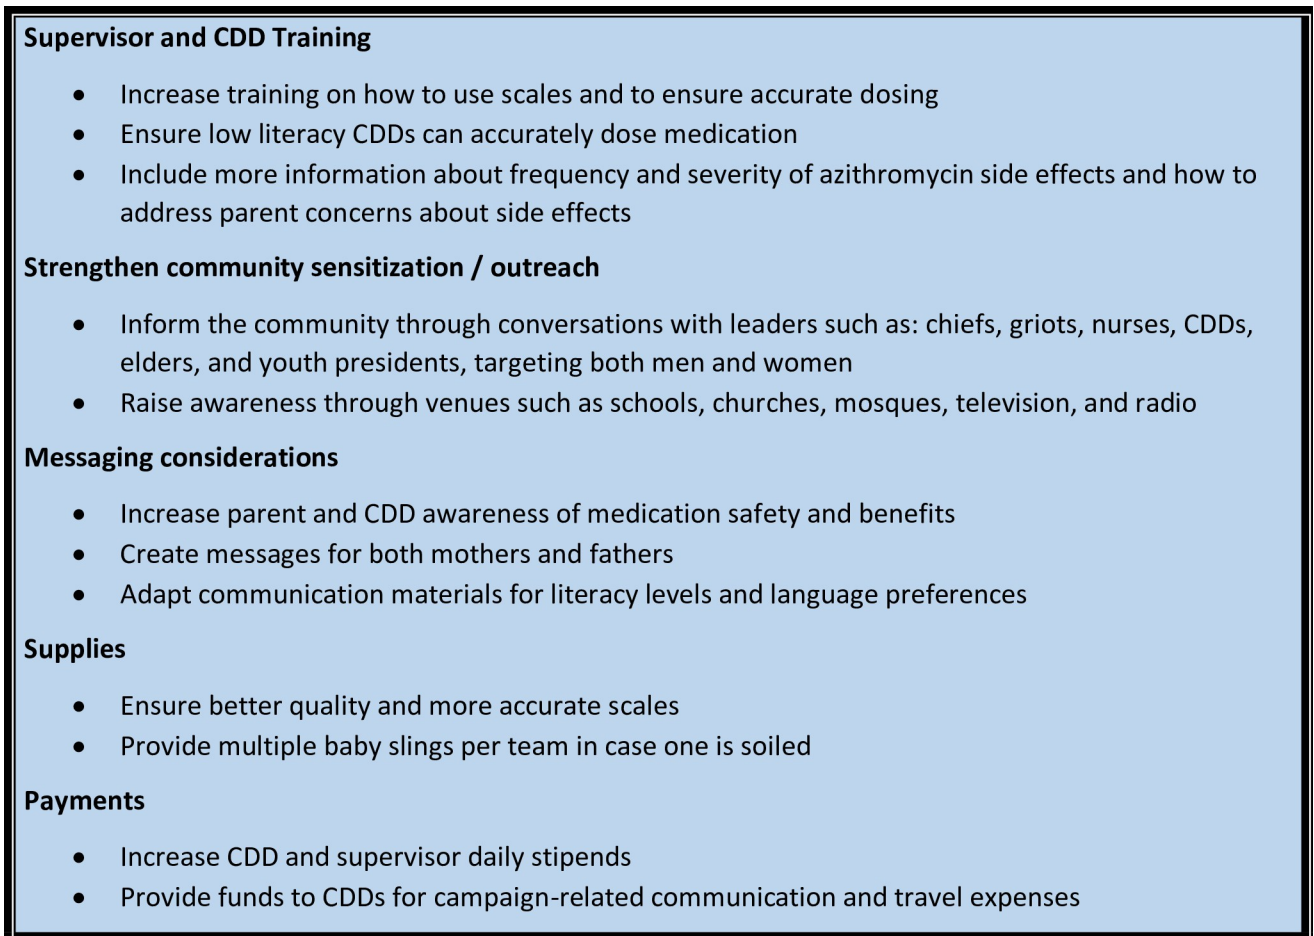 Supervisor and CDD Training
• Increase training on how to use scales and to ensure accurate dosing
• Ensure low literacy CDDs can accurately dose medication
• Include more information about frequency and severity of azithromycin side effects and how to
address parent concerns about side effects
Strengthen community sensitization / outreach
• Inform the community through conversations with leaders such as: chiefs, griots, nurses, CDDs,
elders, and youth presidents, targeting both men and women
• Raise awareness through venues such as schools, churches, mosques, television, and radio
Messaging considerations
• Increase parent and CDD awareness of medication safety and benefits
• Create messages for both mothers and fathers
• Adapt communication materials for literacy levels and language preferences
Supplies
• Ensure better quality and more accurate scales
• Provide multiple baby slings per team in case one is soiled
Payments
• Increase CDD and supervisor daily stipends
• Provide funds to CDDs for campaign-related communication and travel expenses